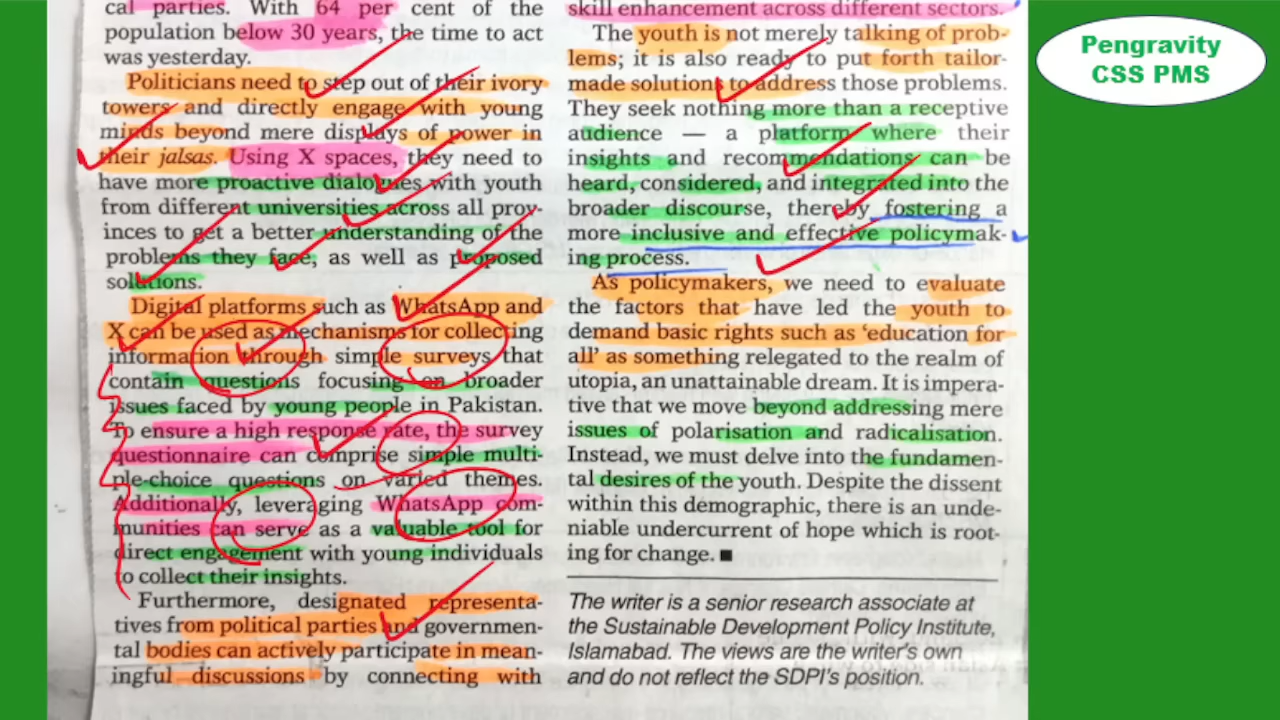 cal parties. With 64 per cent of the
population below 30 years, the time to act
was yesterday.
Politicians need to step out of their ivory
towers and directly engage with young
minds beyond mere displays of power in
their jalsas. Using X spaces, they need to
have more proactive dialogues with youth
from different universities across all prov-
inces to get a better understanding of the
problems they face, as well as proposed
solutions.
Digital platforms such as WhatsApp and
X can be used as mechanisms for collecting
information through simple surveys that
contain questions focusing on broader
issues faced by young people in Pakistan.
To ensure a high response rate, the survey
questionnaire can comprise simple multi-
ple-choice questions on varied themes.
Additionally, leveraging WhatsApp com-
munities can serve as a valuable tool for
direct engagement with young individuals
to collect their insights.
Furthermore, designated representa-
tives from political parties and governmen-
tal bodies can actively participate in mean-
ingful discussions by connecting with
skill enhancement across different sectors.
The youth is not merely talking of prob-
lems; it is also ready to put forth tailor-
made solutions to address those problems.
They seek nothing more than a receptive
audience — a platform where their
insights and recommendations can be
heard, considered, and integrated into the
broader discourse, thereby fostering a
more inclusive and effective policymak-
ing process.
As policymakers, we need to evaluate
the factors that have led the youth to
demand basic rights such as ‘education for
all’ as something relegated to the realm of
utopia, an unattainable dream. It is impera-
tive that we move beyond addressing mere
issues of polarisation and radicalisation.
Instead, we must delve into the fundamen-
tal desires of the youth. Despite the dissent
within this demographic, there is an unde-
niable undercurrent of hope which is root-
ing for change. ■
The writer is a senior research associate at
the Sustainable Development Policy Institute,
Islamabad. The views are the writer's own
and do not reflect the SDPI's position.
Pengravity
CSS PMS